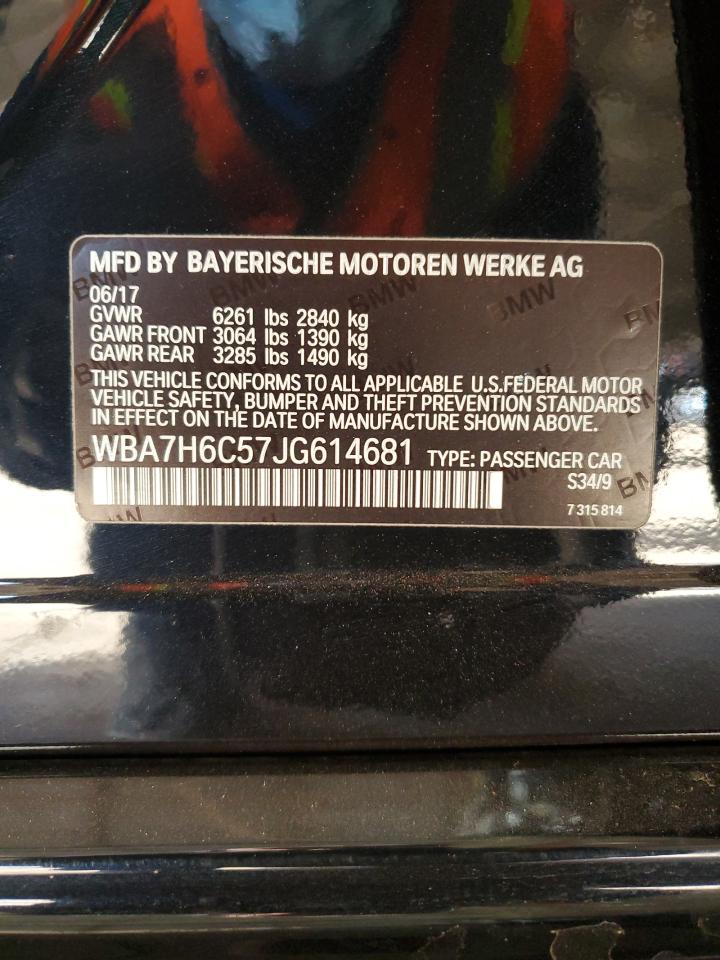 MFD BY BAYERISCHE MOTOREN WERKE AG
06/17
GVWR 6261 lbs 2840 kg
GAWR FRONT 3064 lbs 1390 kg
GAWR REAR 3285 lbs 1490 kg
THIS VEHICLE CONFORMS TO ALL APPLICABLE U.S.FEDERAL MOTOR
VEHICLE SAFETY, BUMPER AND THEFT PREVENTION STANDARDS
IN EFFECT ON THE DATE OF MANUFACTURE SHOWN ABOVE.
WBA7H6C57JG614681 TYPE: PASSENGER CAR
S34/9
7 315 814
BMW
BMW